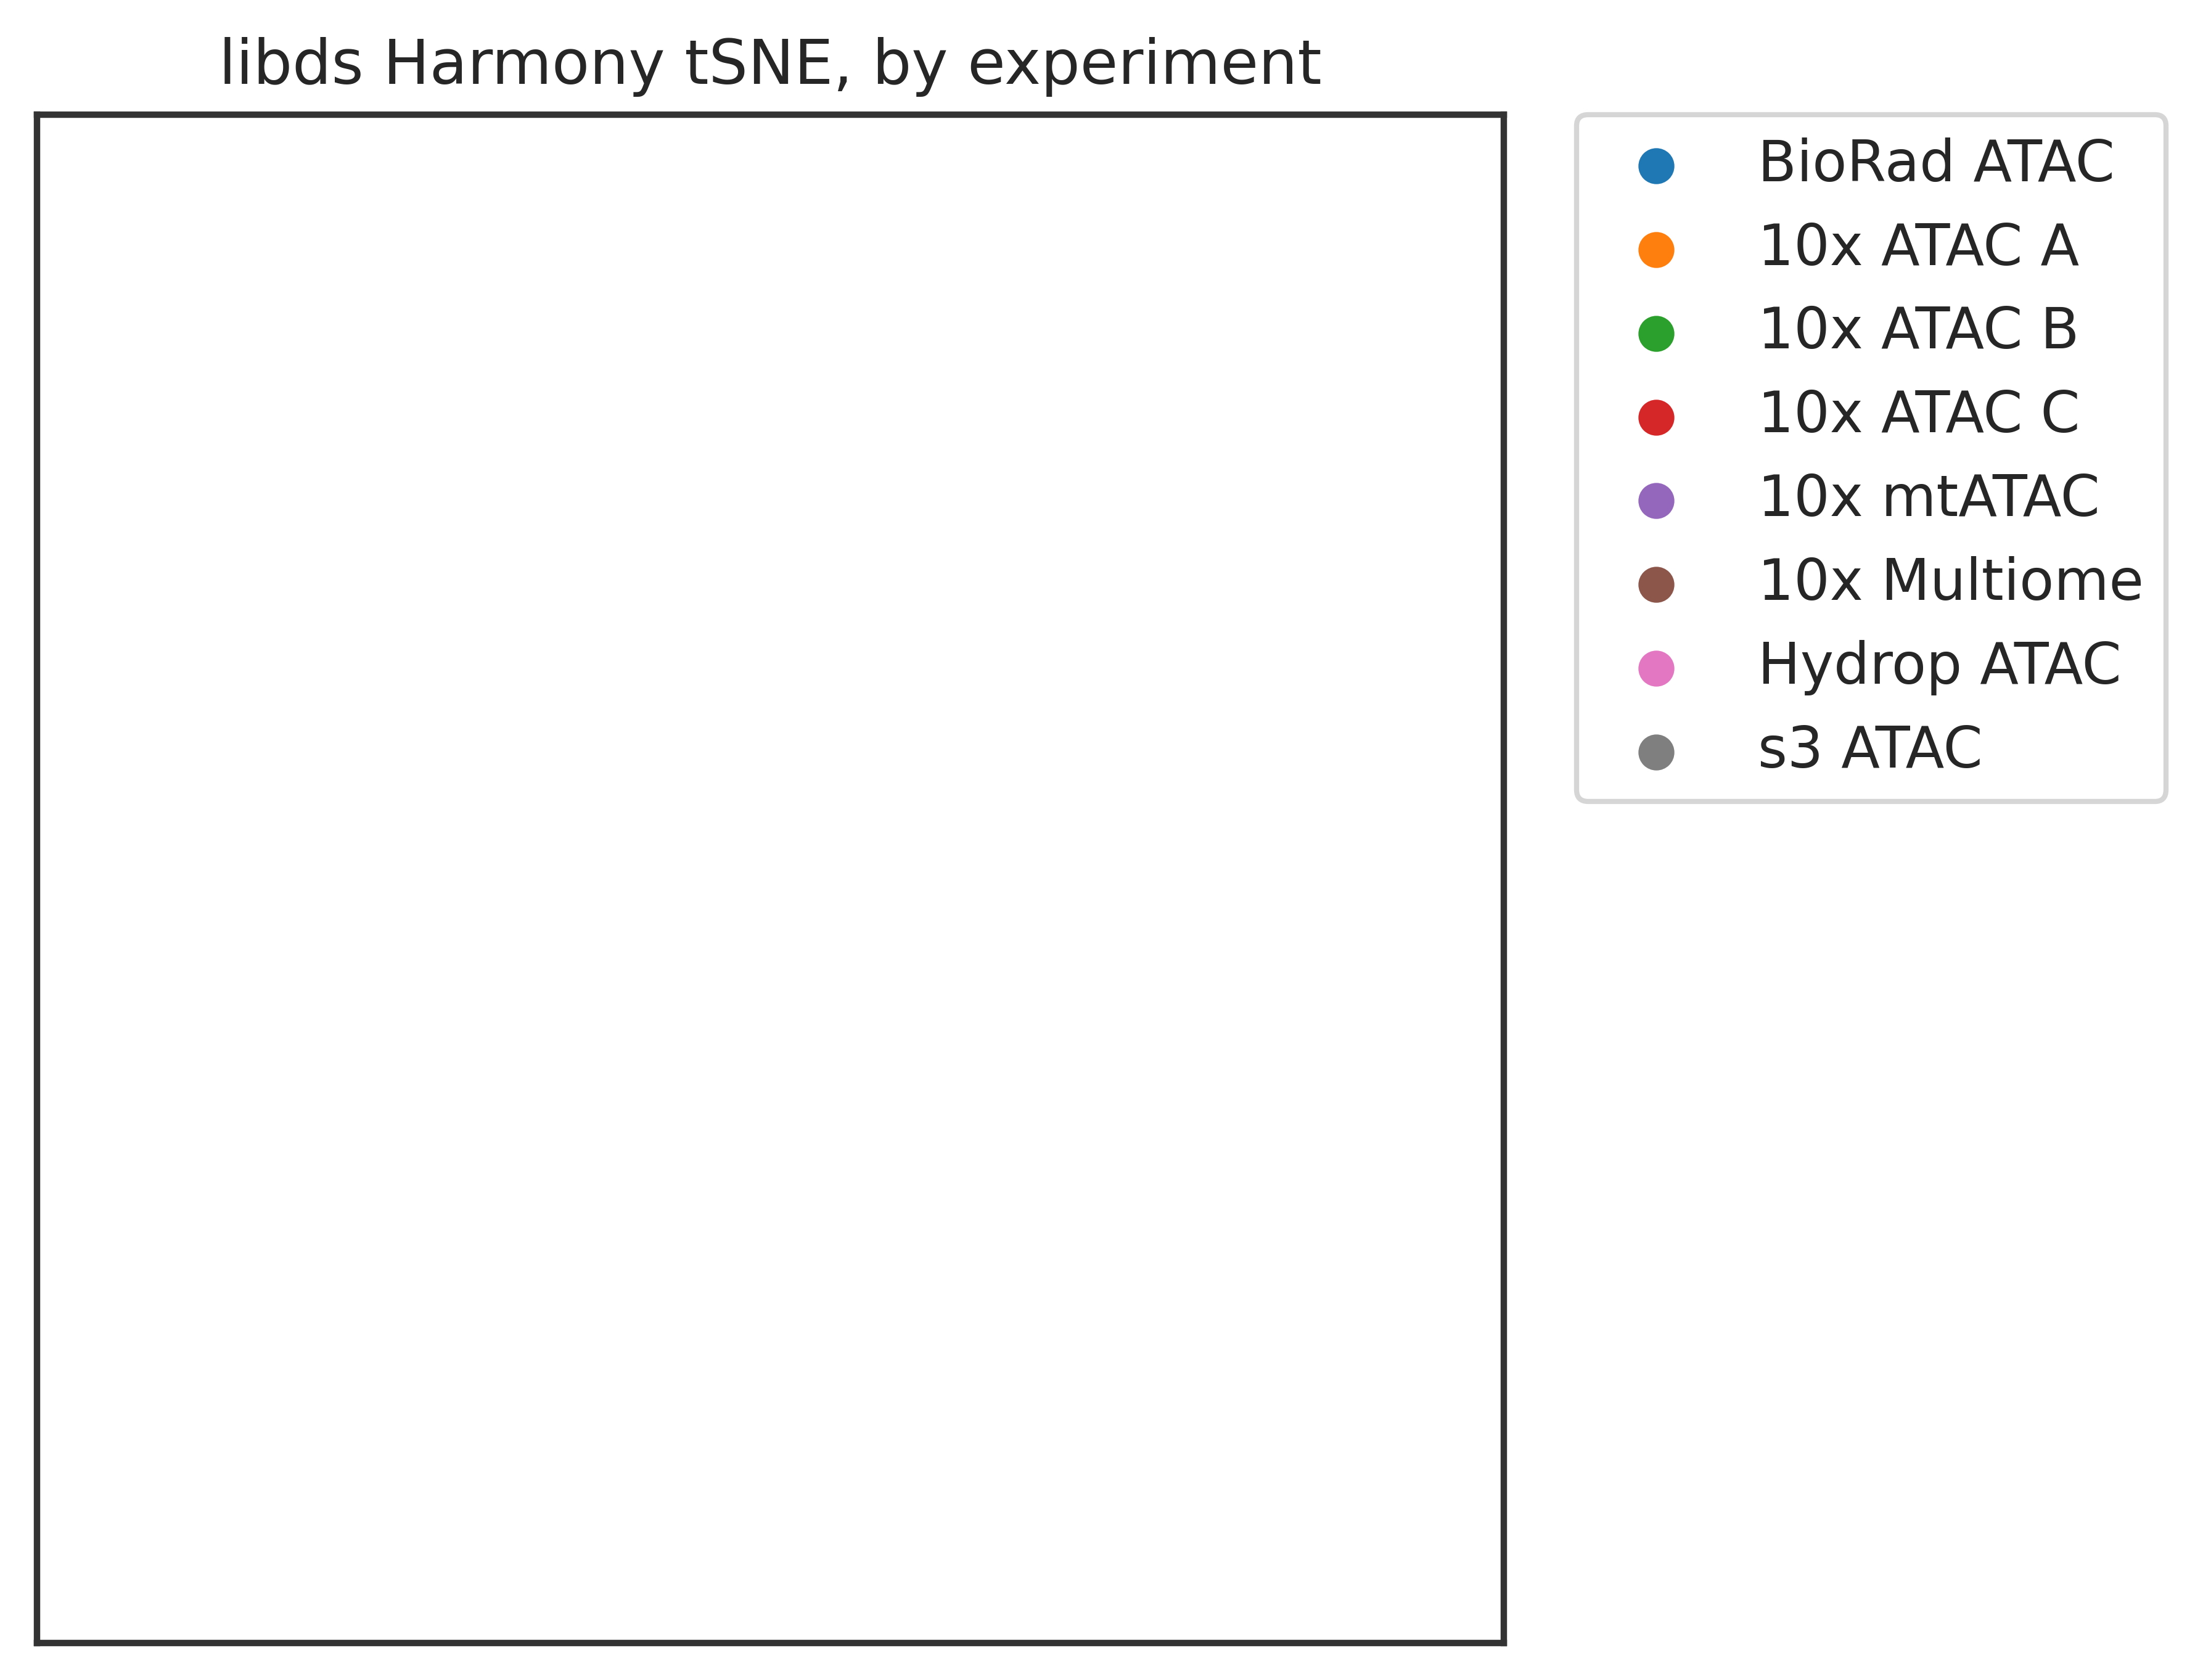 libds Harmony tSNE, by experiment
BioRad ATAC
10x ATAC A
10x ATAC B
10x ATAC C
10x mtATAC
10x Multiome
Hydrop ATAC
s3 ATAC